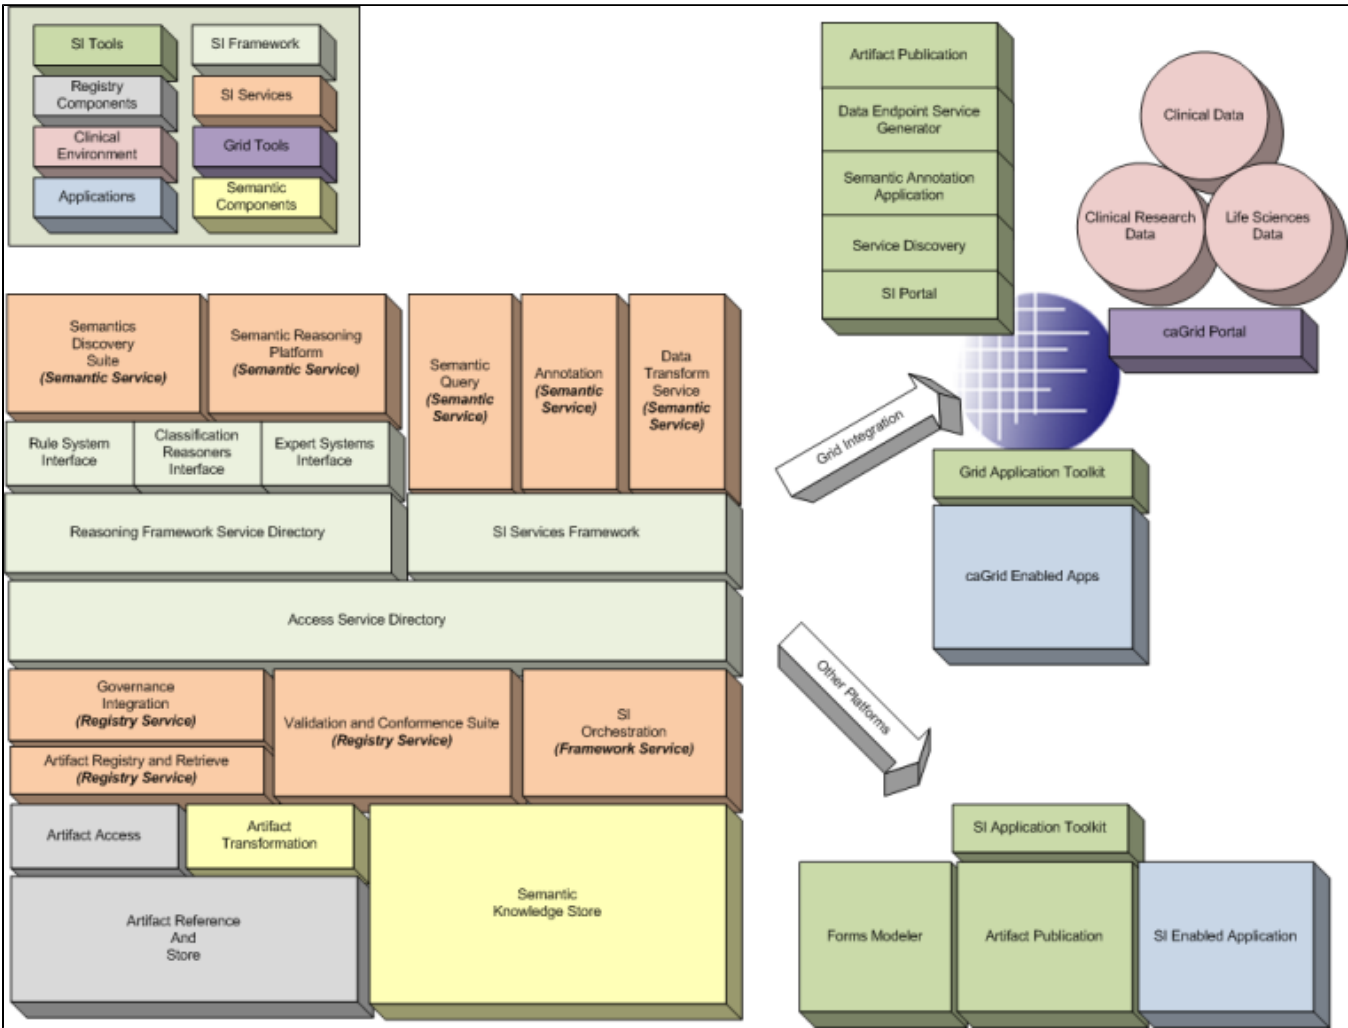 SI Tools
SI Framework
Registry
Components
SI Services
Clinical
Environment
Grid Tools
Applications
Semantic
Components
Artifact Publication
Data Endpoint Service
Generator
Semantic Annotation
Application
Service Discovery
SI Portal
Clinical Data
Clinical Research
Data
Life Sciences
Data
caGrid Portal
Semantics
Discovery
Suite
(Semantic Service)
Semantic Reasoning
Platform
(Semantic Service)
Semantic
Query
(Semantic
Service)
Annotation
(Semantic
Service)
Data
Transform
Service
(Semantic
Service)
Rule System
Interface
Classification
Reasoners
Interface
Expert Systems
Interface
Reasoning Framework Service Directory
SI Services Framework
Access Service Directory
Grid Integration
Grid Application Toolkit
caGrid Enabled Apps
Other Platforms
Governance
Integration
(Registry Service)
Artifact Registry and Retrieve
(Registry Service)
Validation and Conformence Suite
(Registry Service)
SI
Orchestration
(Framework Service)
Artifact Access
Artifact
Transformation
Artifact Reference
And
Store
Semantic
Knowledge Store
SI Application Toolkit
Forms Modeler
Artifact Publication
SI Enabled Application